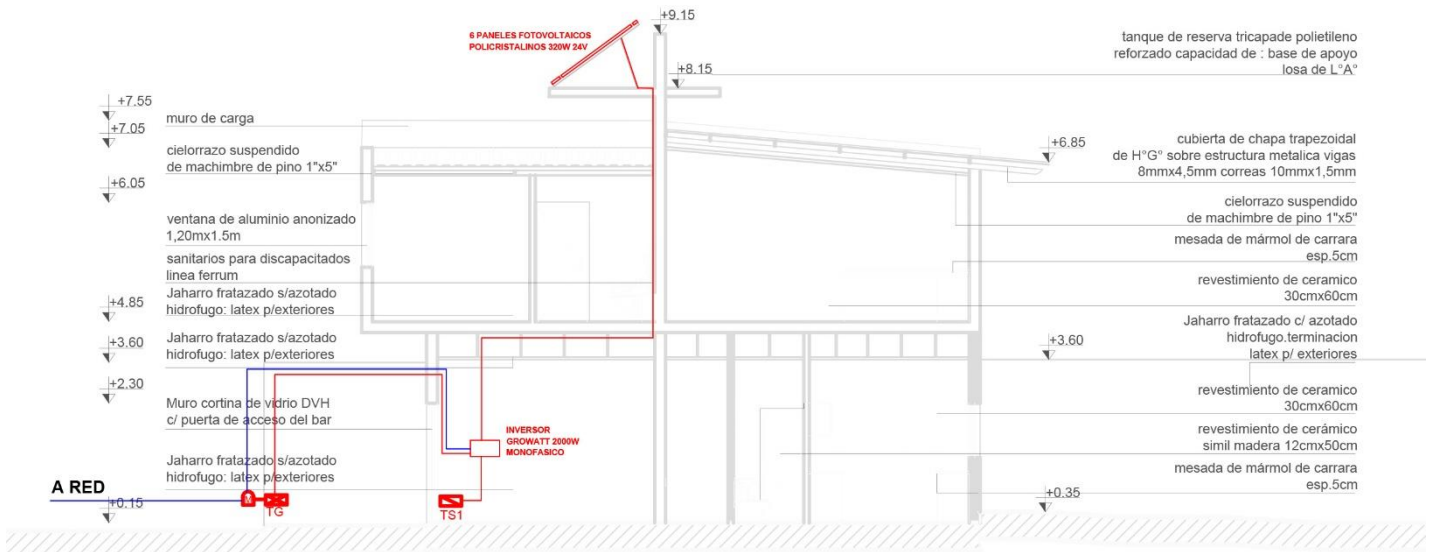 +9.15
6 PANELES FOTOVOLTAICOS
POLICRISTALINOS 320W 24V
+8.15
tanque de reserva tricapade polietileno
reforzado capacidad de : base de apoyo
losa de L°A°
+7.55
+7.05
+6.05
+4.85
+3.60
+2.30
+0.15
muro de carga
cielorrazo suspendido
de machimbre de pino 1"x5"
ventana de aluminio anonizado
1,20mx1.5m
sanitarios para discapacitados
linea ferrum
Jaharro fratazado s/azotado
hidrofugo: latex p/exteriores
Jaharro fratazado s/azotado
hidrofugo: latex p/exteriores
Muro cortina de vidrio DVH
c/ puerta de acceso del bar
Jaharro fratazado s/azotado
hidrofugo: latex p/exteriores
A RED
M
TG
TS1
INVERSOR
GROWATT 2000W
MONOFASICO
+6.85
+3.60
+0.35
cubierta de chapa trapezoidal
de H°G° sobre estructura metalica vigas
8mmx4,5mm correas 10mmx1,5mm
cielorrazo suspendido
de machimbre de pino 1"x5"
mesada de mármol de carrara
esp.5cm
revestimiento de ceramico
30cmx60cm
Jaharro fratazado c/ azotado
hidrofugo.terminacion
latex p/ exteriores
revestimiento de ceramico
30cmx60cm
revestimiento de cerámico
simil madera 12cmx50cm
mesada de mármol de carrara
esp.5cm